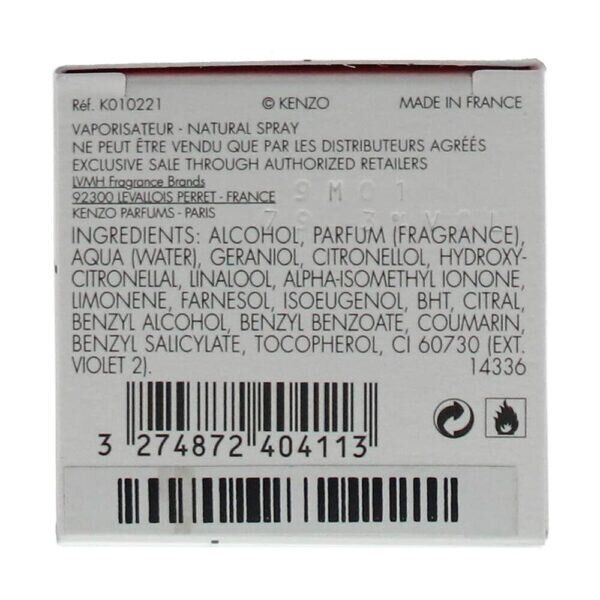 Réf. K010221 © KENZO MADE IN FRANCE
VAPORISATEUR - NATURAL SPRAY
NE PEUT ÊTRE VENDU QUE PAR LES DISTRIBUTEURS AGRÉÉS
EXCLUSIVE SALE THROUGH AUTHORIZED RETAILERS
LVMH Fragrance Brands
92300 LEVALLOIS PERRET - FRANCE
9M01
KENZO PARFUMS - PARIS
INGREDIENTS: ALCOHOL, PARFUM (FRAGRANCE),
AQUA (WATER), GERANIOL, CITRONELLOL, HYDROXY-
CITRONELLAL, LINALOOL, ALPHA-ISOMETHYL IONONE,
LIMONENE, FARNESOL, ISOEUGENOL, BHT, CITRAL,
BENZYL ALCOHOL, BENZYL BENZOATE, COUMARIN,
BENZYL SALICYLATE, TOCOPHEROL, CI 60730 (EXT.
VIOLET 2). 14336
3 274872 404113